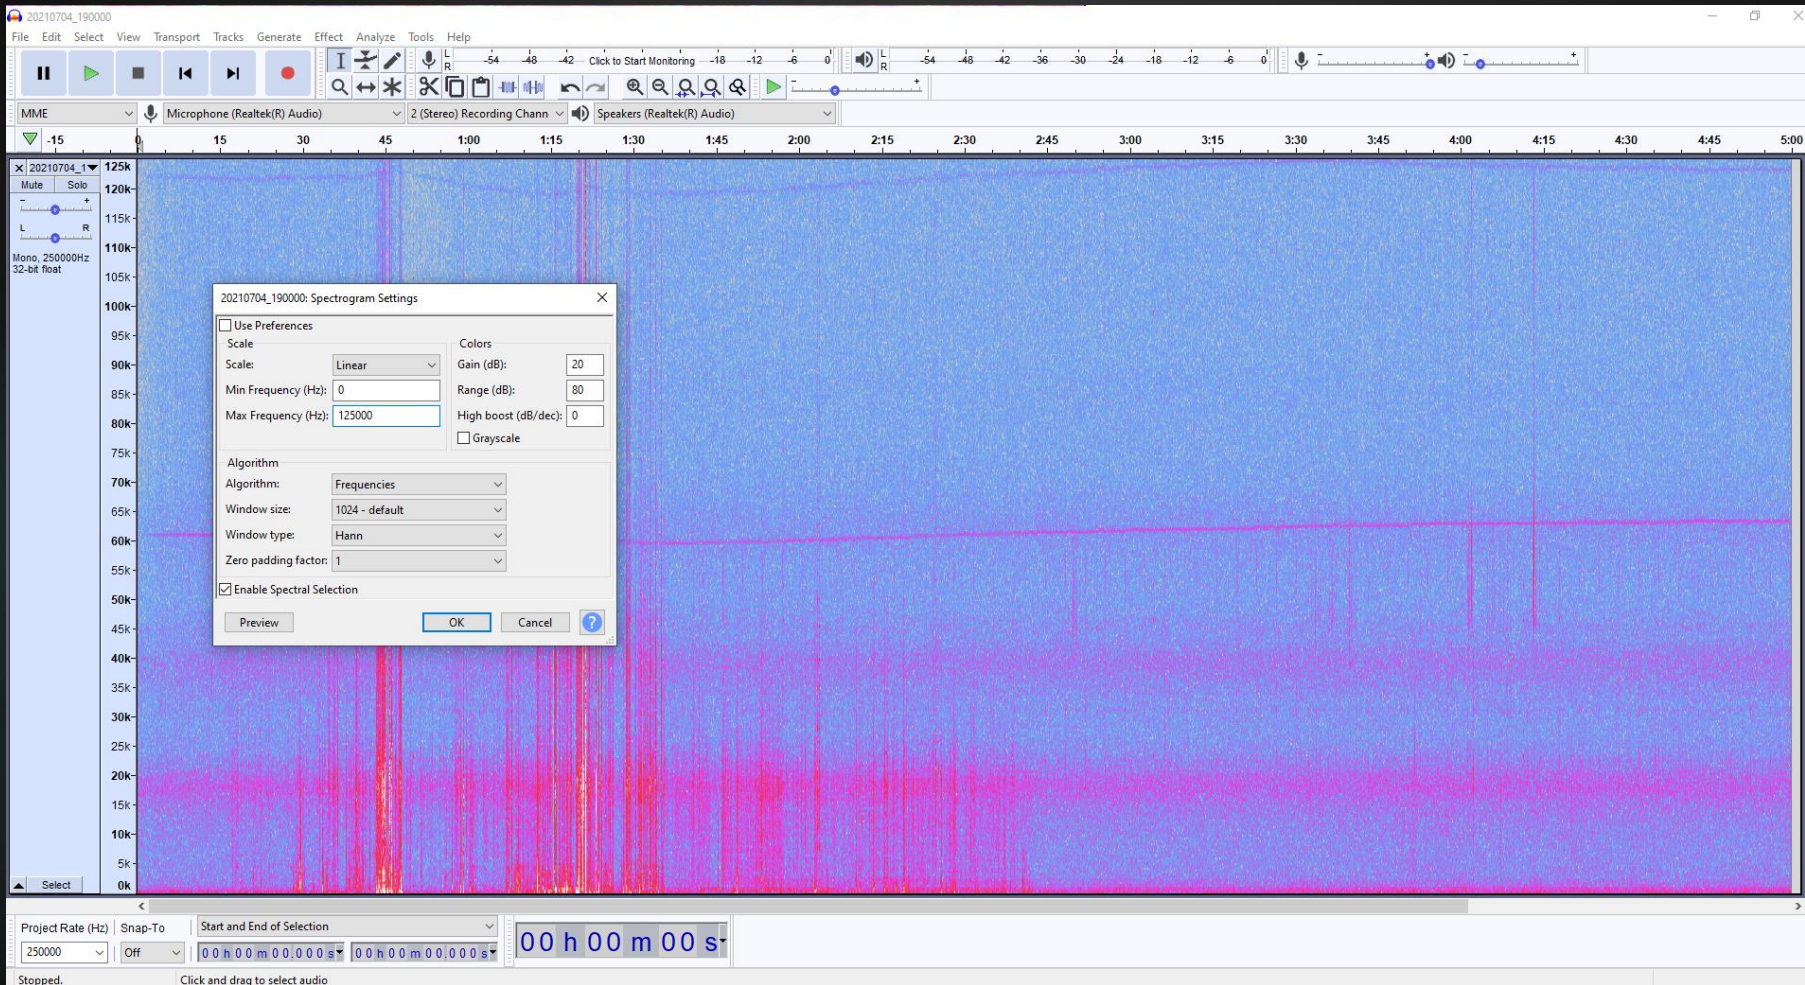 20210704_190000
File Edit Select View Transport Tracks Generate Effect Analyze Tools Help
L
R
-54 -48 -42 Click to Start Monitoring -18 -12 -6 0
L
R
-54 -48 -42 -36 -30 -24 -18 -12 -6 0
MME Microphone (Realtek(R) Audio) 2 (Stereo) Recording Chann Speakers (Realtek(R) Audio)
-15 0 15 30 45 1:00 1:15 1:30 1:45 2:00 2:15 2:30 2:45 3:00 3:15 3:30 3:45 4:00 4:15 4:30 4:45 5:00
20210704_1
Mute Solo
- +
L R
Mono, 250000Hz
32-bit float
Select
125k
120k
115k
110k
105k
100k
95k
90k
85k
80k
75k
70k
65k
60k
55k
50k
45k
40k
35k
30k
25k
20k
15k
10k
5k
0k
20210704_190000: Spectrogram Settings
Use Preferences
Scale
Scale: Linear
Min Frequency (Hz): 0
Max Frequency (Hz): 125000
Colors
Gain (dB): 20
Range (dB): 80
High boost (dB/dec): 0
Grayscale
Algorithm
Algorithm: Frequencies
Window size: 1024 - default
Window type: Hann
Zero padding factor: 1
Enable Spectral Selection
Preview OK Cancel ?
Project Rate (Hz) Snap-To Start and End of Selection
250000 Off 00h00m00.000s 00h00m00.000s
00 h 00 m 00 s
Stopped. Click and drag to select audio